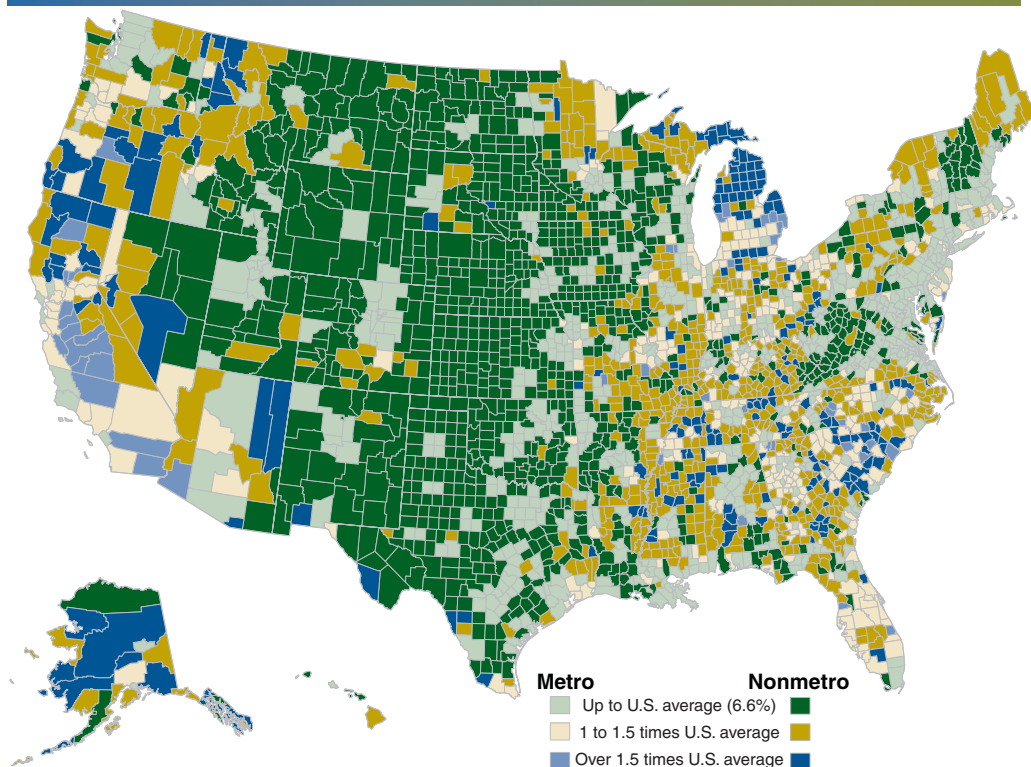 Metro Nonmetro
Up to U.S. average (6.6%)
1 to 1.5 times U.S. average
Over 1.5 times U.S. average